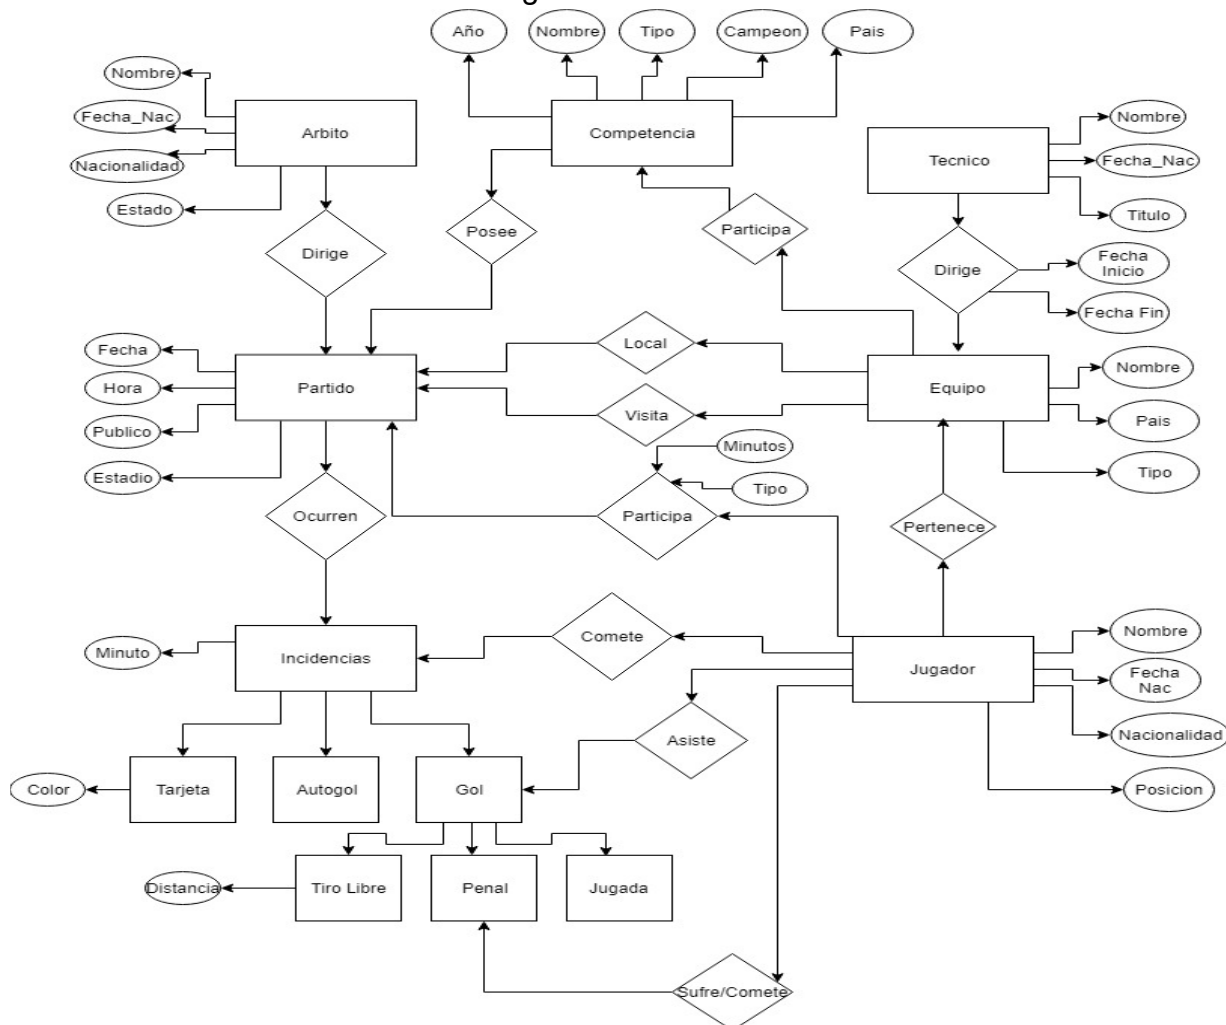 g
Año
Nombre
Tipo
Campeon
Pais
Nombre
Fecha_Nac
Nacionalidad
Estado
Arbito
Competencia
Tecnico
Nombre
Fecha_Nac
Titulo
Dirige
Posee
Participa
Dirige
Fecha
Inicio
Fecha Fin
Fecha
Hora
Publico
Estadio
Partido
Local
Visita
Equipo
Nombre
Pais
Tipo
Minutos
Tipo
Ocurren
Participa
Pertenece
Minuto
Incidencias
Comete
Jugador
Nombre
Fecha
Nac
Nacionalidad
Posicion
Asiste
Color
Tarjeta
Autogol
Gol
Distancia
Tiro Libre
Penal
Jugada
Sufre/Comete